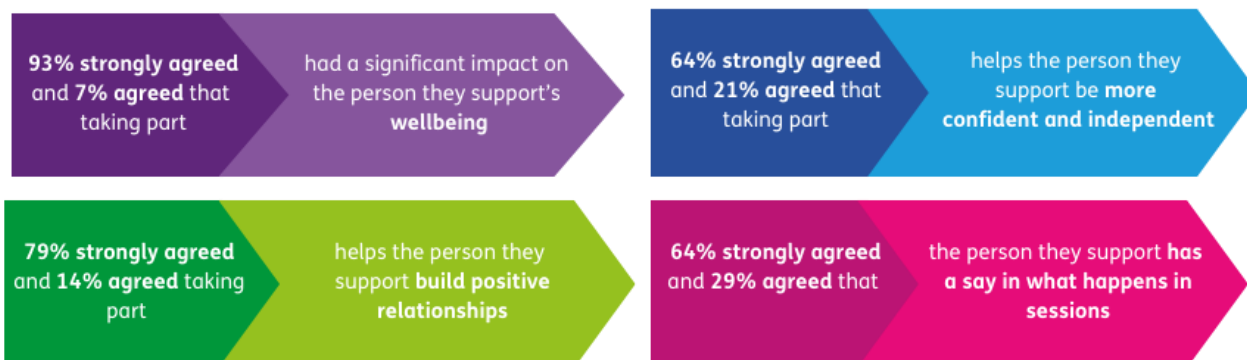 93% strongly agreed
and 7% agreed that
taking part
had a significant impact on
the person they support's
wellbeing
64% strongly agreed
and 21% agreed that
taking part
helps the person they
support be more
confident and independent
79% strongly agreed
and 14% agreed taking
part
helps the person they
support build positive
relationships
64% strongly agreed
and 29% agreed that
the person they support has
a say in what happens in
sessions